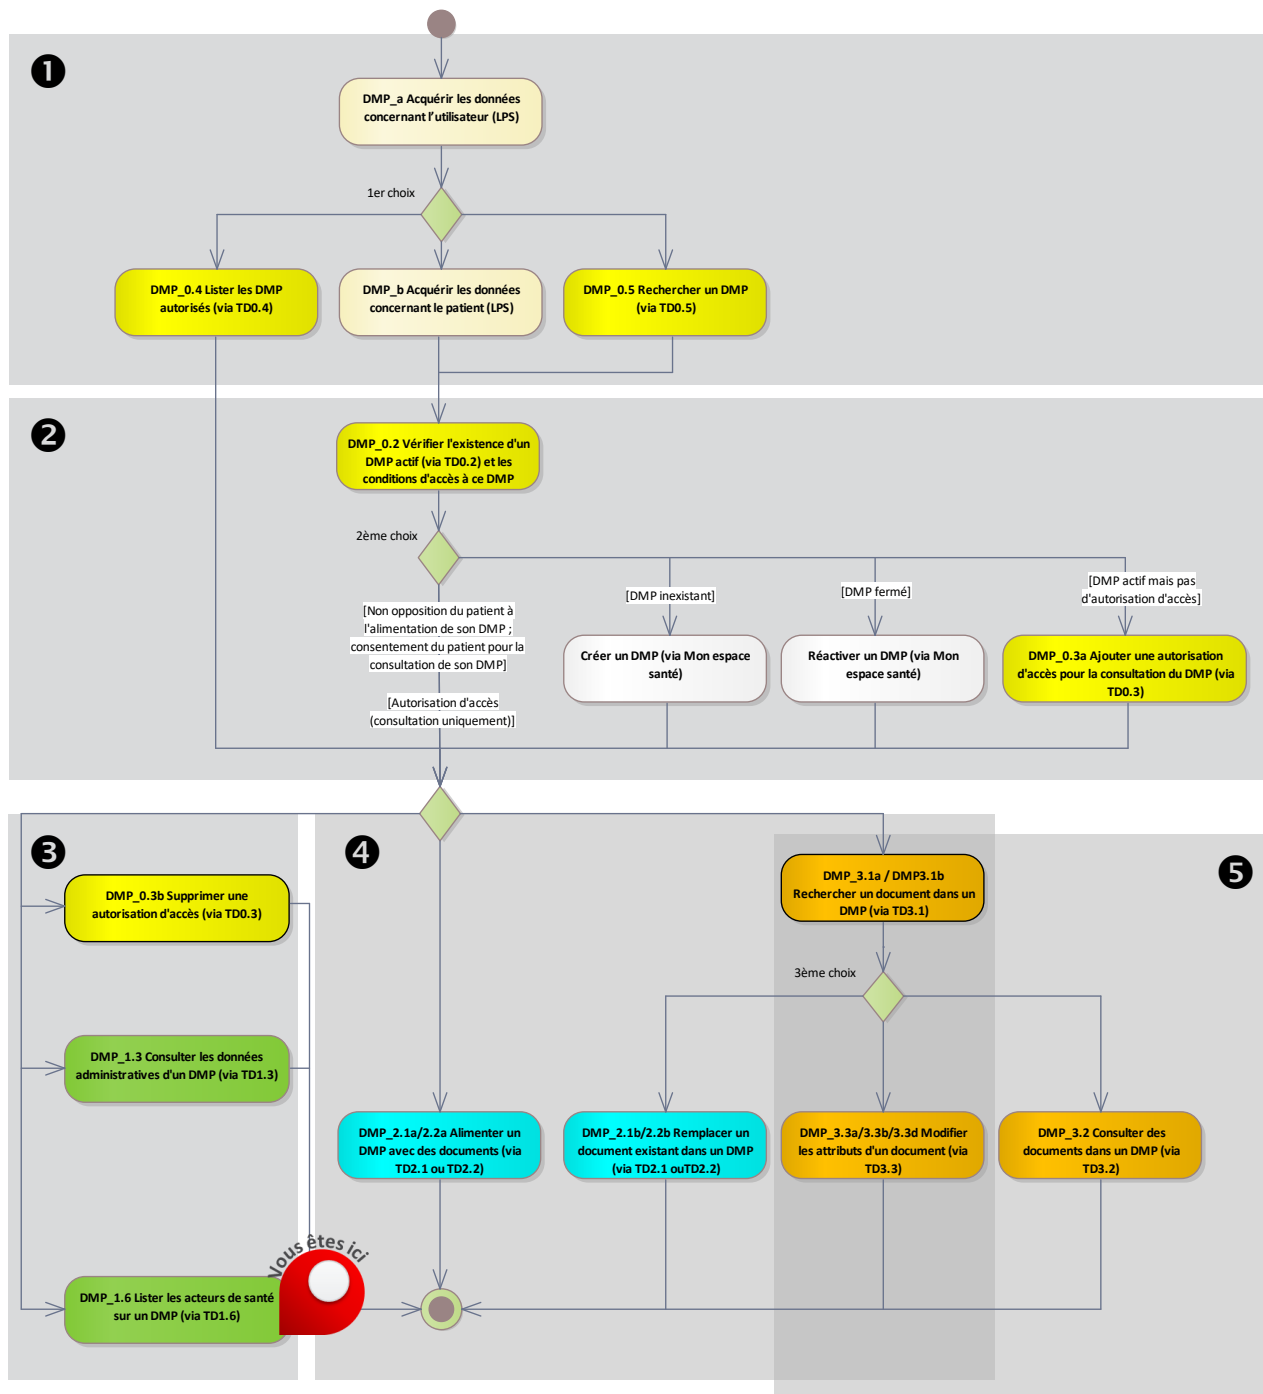 ❶
DMP_a Acquérir les données
concernant l'utilisateur (LPS)
1er choix
DMP_0.4 Lister les DMP
autorisés (via TD0.4)
DMP_b Acquérir les données
concernant le patient (LPS)
DMP_0.5 Rechercher un DMP
(via TD0.5)
❷
DMP_0.2 Vérifier l'existence d'un
DMP actif (via TD0.2) et les
conditions d'accès à ce DMP
2ème choix
[Non opposition du patient à
l'alimentation de son DMP ;
consentement du patient pour la
consultation de son DMP]
[Autorisation d'accès
(consultation uniquement)]
[DMP inexistant]
[DMP fermé]
[DMP actif mais pas
d'autorisation d'accès]
Créer un DMP (via Mon espace
santé)
Réactiver un DMP (via Mon
espace santé)
DMP_0.3a Ajouter une autorisation
d'accès pour la consultation du DMP (via
TD0.3)
❸
DMP_0.3b Supprimer une
autorisation d'accès (via TD0.3)
DMP_1.3 Consulter les données
administratives d'un DMP (via TD1.3)
DMP_1.6 Lister les acteurs de santé
sur un DMP (via TD1.6)
Nous êtes ici
❹
❺
DMP_3.1a / DMP3.1b
Rechercher un document dans un
DMP (via TD3.1)
3ème choix
DMP_2.1a/2.2a Alimenter un
DMP avec des documents (via
TD2.1 ou TD2.2)
DMP_2.1b/2.2b Remplacer un
document existant dans un DMP
(via TD2.1 ouTD2.2)
DMP_3.3a/3.3b/3.3d Modifier
les attributs d'un document (via
TD3.3)
DMP_3.2 Consulter des
documents dans un DMP (via
TD3.2)